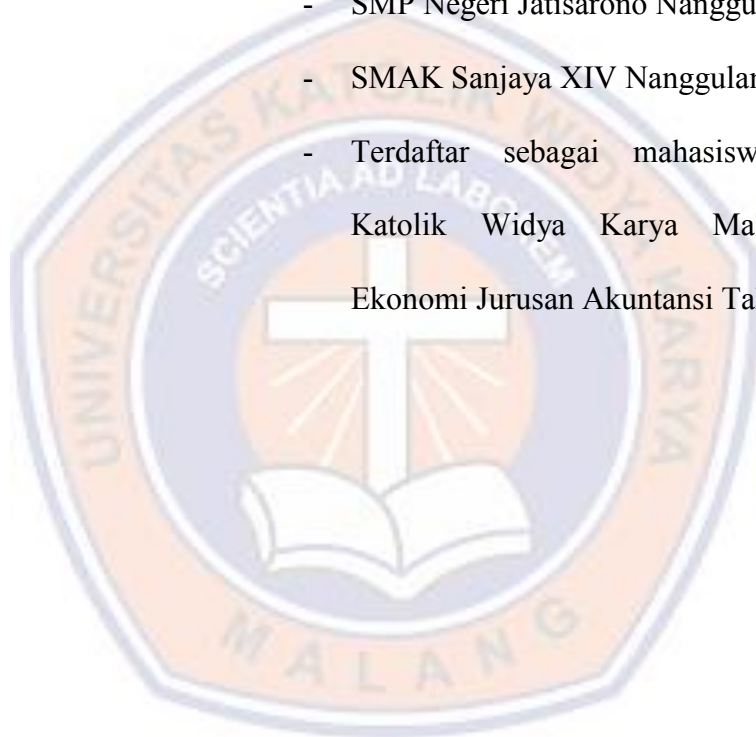 - SMP Negeri Jatisarono Nanggu
- SMAK Sanjaya XIV Nanggulan
- Terdaftar sebagai mahasisw
Katolik Widya Karya Ma
Ekonomi Jurusan Akuntansi Ta
UNIVERSITAS KATOLIK WIDYA KARYA
SCIENTIA AD LABOREM
MALANG